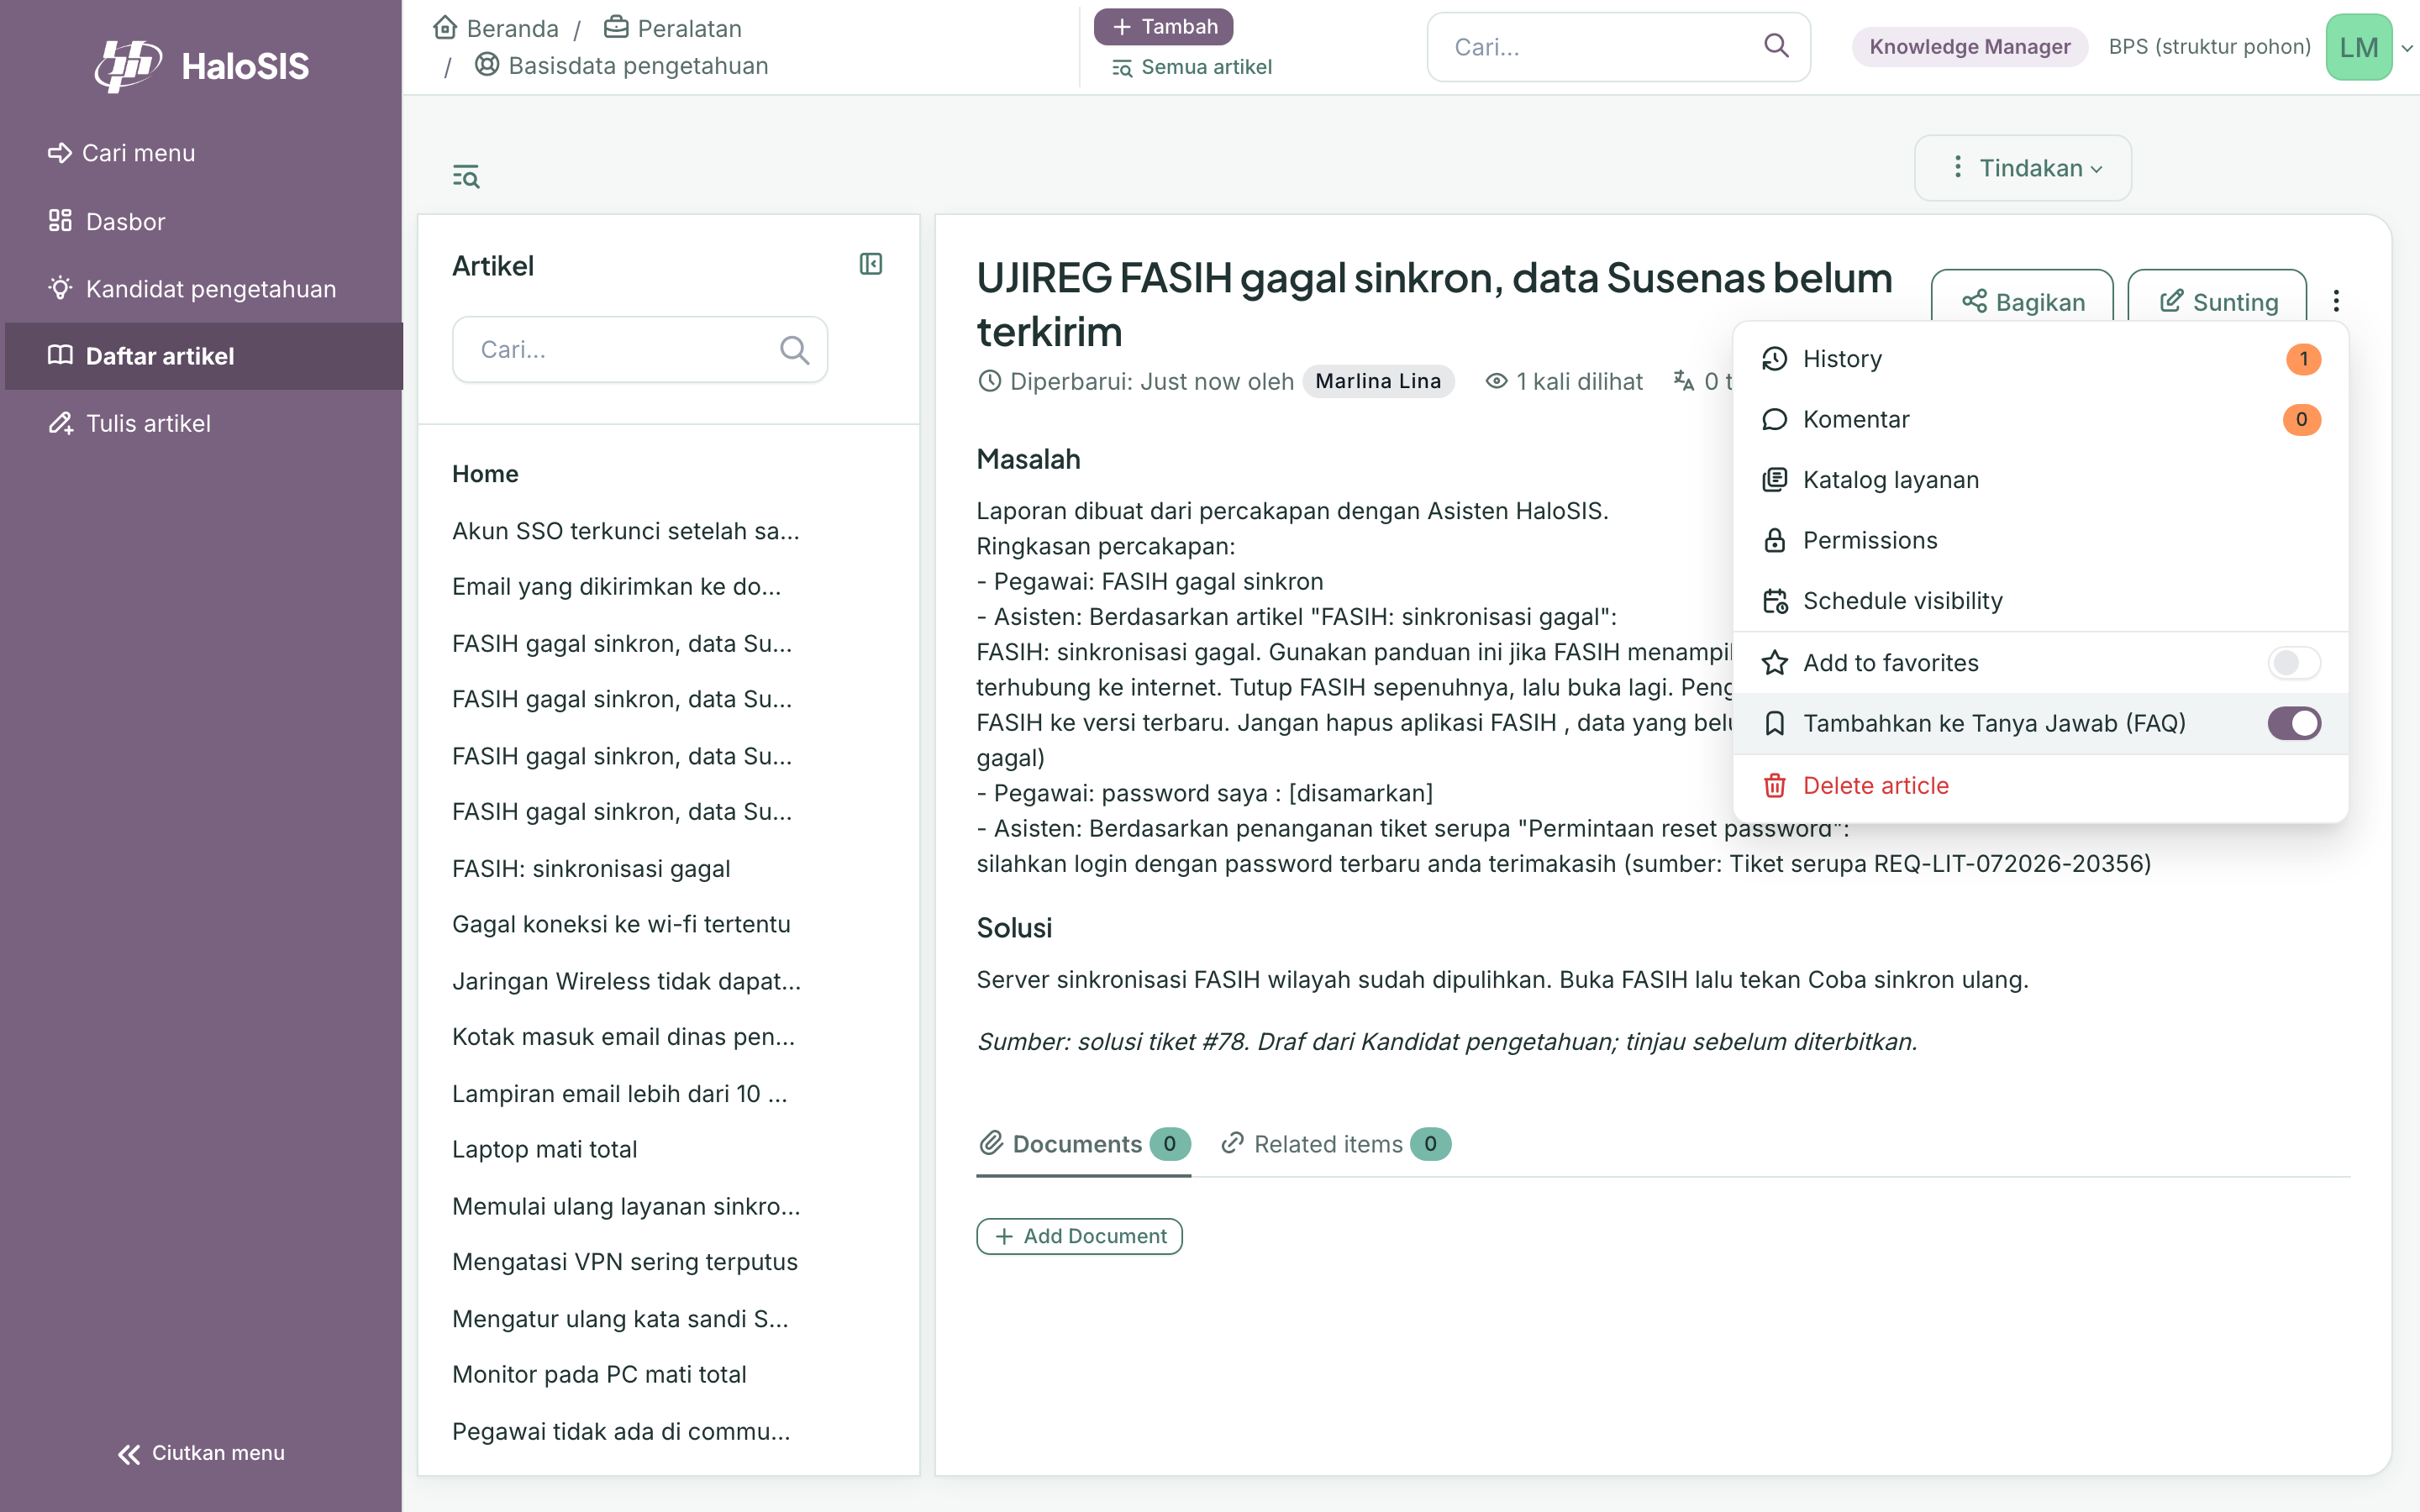 HaloSIS
Cari menu
Dasbor
Kandidat pengetahuan
Daftar artikel
Tulis artikel
Ciutkan menu
Beranda / Peralatan
/ Basisdata pengetahuan
+ Tambah
Semua artikel
Cari...
Knowledge Manager
BPS (struktur pohon)
LM
Tindakan
Artikel
Cari...
Home
Akun SSO terkunci setelah sa...
Email yang dikirimkan ke do...
FASIH gagal sinkron, data Su...
FASIH gagal sinkron, data Su...
FASIH gagal sinkron, data Su...
FASIH gagal sinkron, data Su...
FASIH: sinkronisasi gagal
Gagal koneksi ke wi-fi tertentu
Jaringan Wireless tidak dapat...
Kotak masuk email dinas pen...
Lampiran email lebih dari 10 ...
Laptop mati total
Memulai ulang layanan sinkro...
Mengatasi VPN sering terputus
Mengatur ulang kata sandi S...
Monitor pada PC mati total
Pegawai tidak ada di commu...
UJIREG FASIH gagal sinkron, data Susenas belum
terkirim
Bagikan
Sunting
Diperbarui: Just now oleh Marlina Lina 1 kali dilihat 0 t
History 1
Komentar 0
Katalog layanan
Permissions
Schedule visibility
Add to favorites
Tambahkan ke Tanya Jawab (FAQ)
Delete article
Masalah
Laporan dibuat dari percakapan dengan Asisten HaloSIS.
Ringkasan percakapan:
- Pegawai: FASIH gagal sinkron
- Asisten: Berdasarkan artikel "FASIH: sinkronisasi gagal":
FASIH: sinkronisasi gagal. Gunakan panduan ini jika FASIH menampil
terhubung ke internet. Tutup FASIH sepenuhnya, lalu buka lagi. Peng
FASIH ke versi terbaru. Jangan hapus aplikasi FASIH , data yang belu
gagal)
- Pegawai: password saya : [disamarkan]
- Asisten: Berdasarkan penanganan tiket serupa "Permintaan reset password":
silahkan login dengan password terbaru anda terimakasih (sumber: Tiket serupa REQ-LIT-072026-20356)
Solusi
Server sinkronisasi FASIH wilayah sudah dipulihkan. Buka FASIH lalu tekan Coba sinkron ulang.
Sumber: solusi tiket #78. Draf dari Kandidat pengetahuan; tinjau sebelum diterbitkan.
Documents 0 Related items 0
+ Add Document